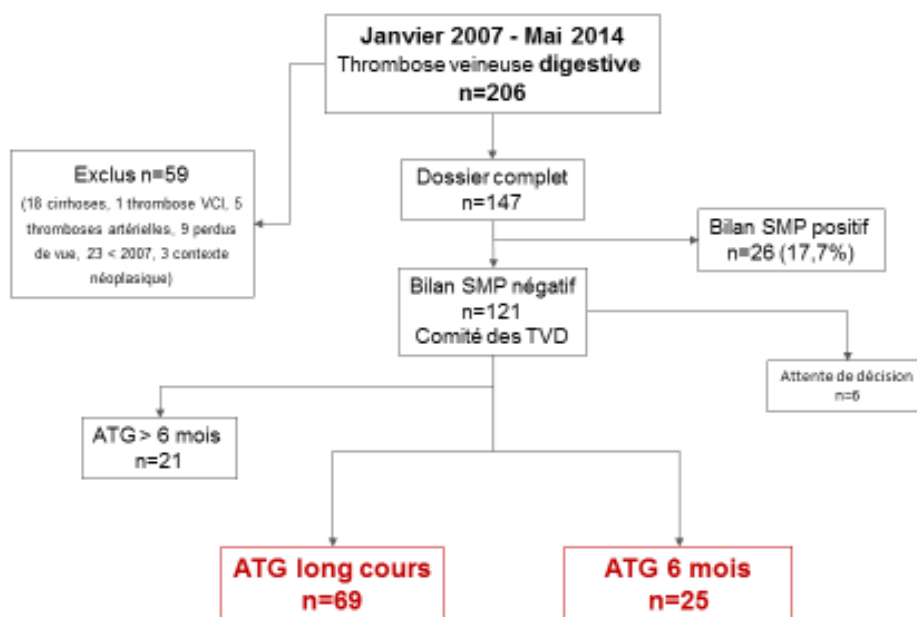 Janvier 2007 - Mai 2014
Thrombose veineuse digestive
n=206
Exclus n=59
(18 cirrhoses, 1 thrombose VCI, 5
thromboses artérielles, 9 perdus
de vue, 23 < 2007, 3 contexte
néoplasique)
Dossier complet
n=147
Bilan SMP positif
n=26 (17,7%)
Bilan SMP négatif
n=121
Comité des TVD
Attente de décision
n=6
ATG > 6 mois
n=21
ATG long cours
n=69
ATG 6 mois
n=25